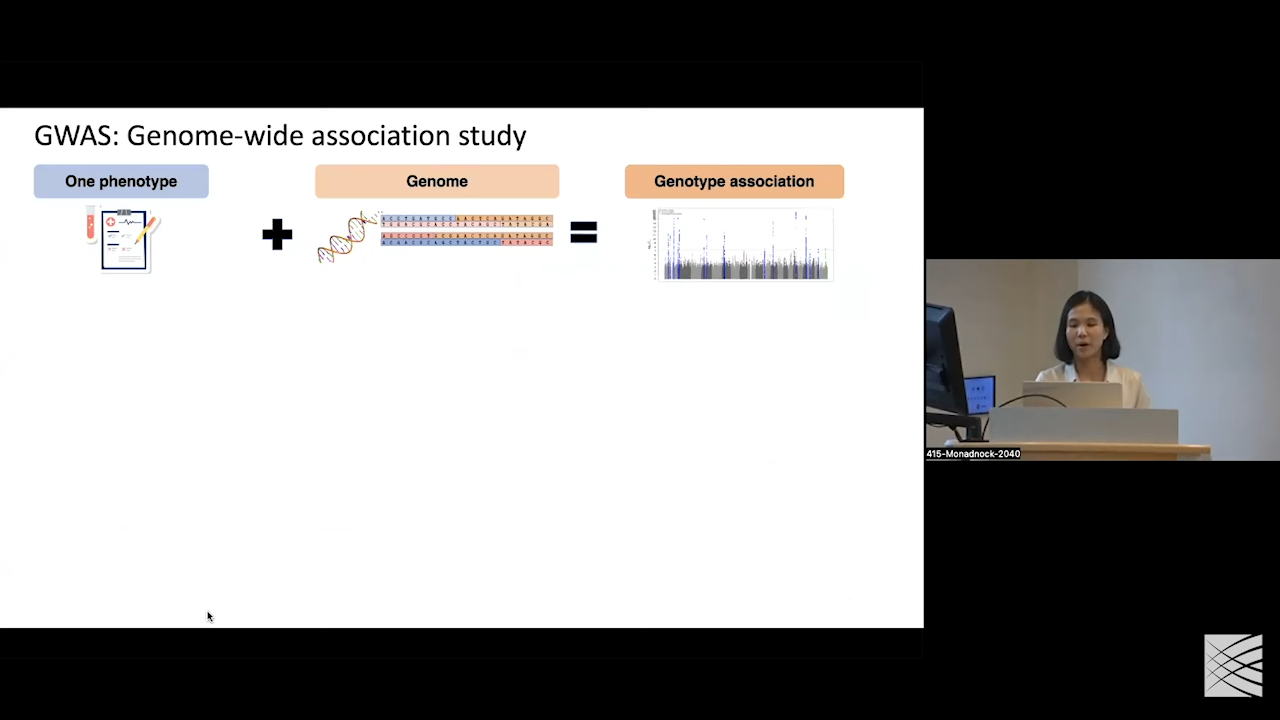 GWAS: Genome-wide association study
One phenotype
Genome
Genotype association
415-Monadnock-2040